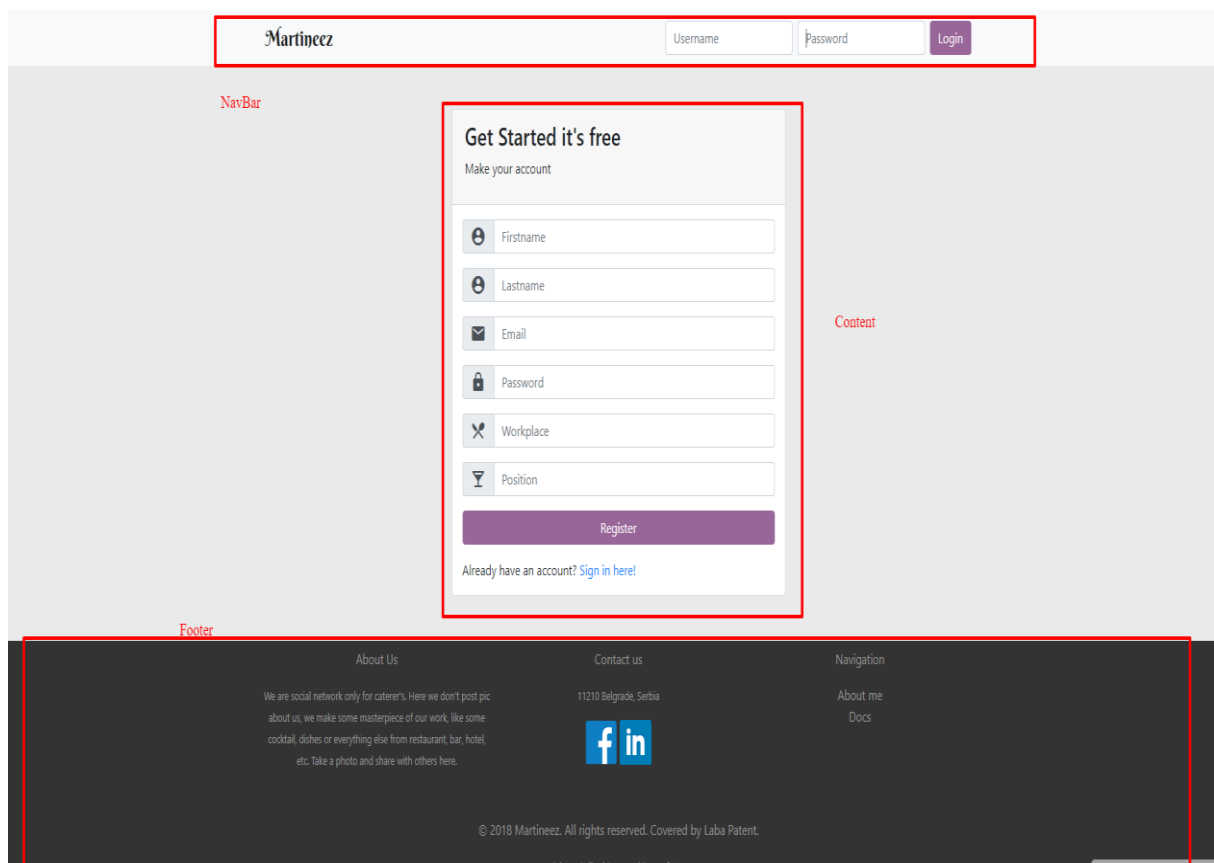 Martineez
Username
Password
Login
NavBar
Get Started it's free
Make your account
Firstname
Lastname
Email
Password
Workplace
Position
Register
Already have an account? Sign in here!
Content
Footer
About Us
We are social network only for caterer's. Here we don't post pic
about us, we make some masterpiece of our work, like some
cocktail, dishes or everything else from restaurant, bar, hotel,
etc. Take a photo and share with others here.
Contact us
11210 Belgrade, Serbia
f in
Navigation
About me
Docs
© 2018 Martineez. All rights reserved. Covered by Laba Patent.